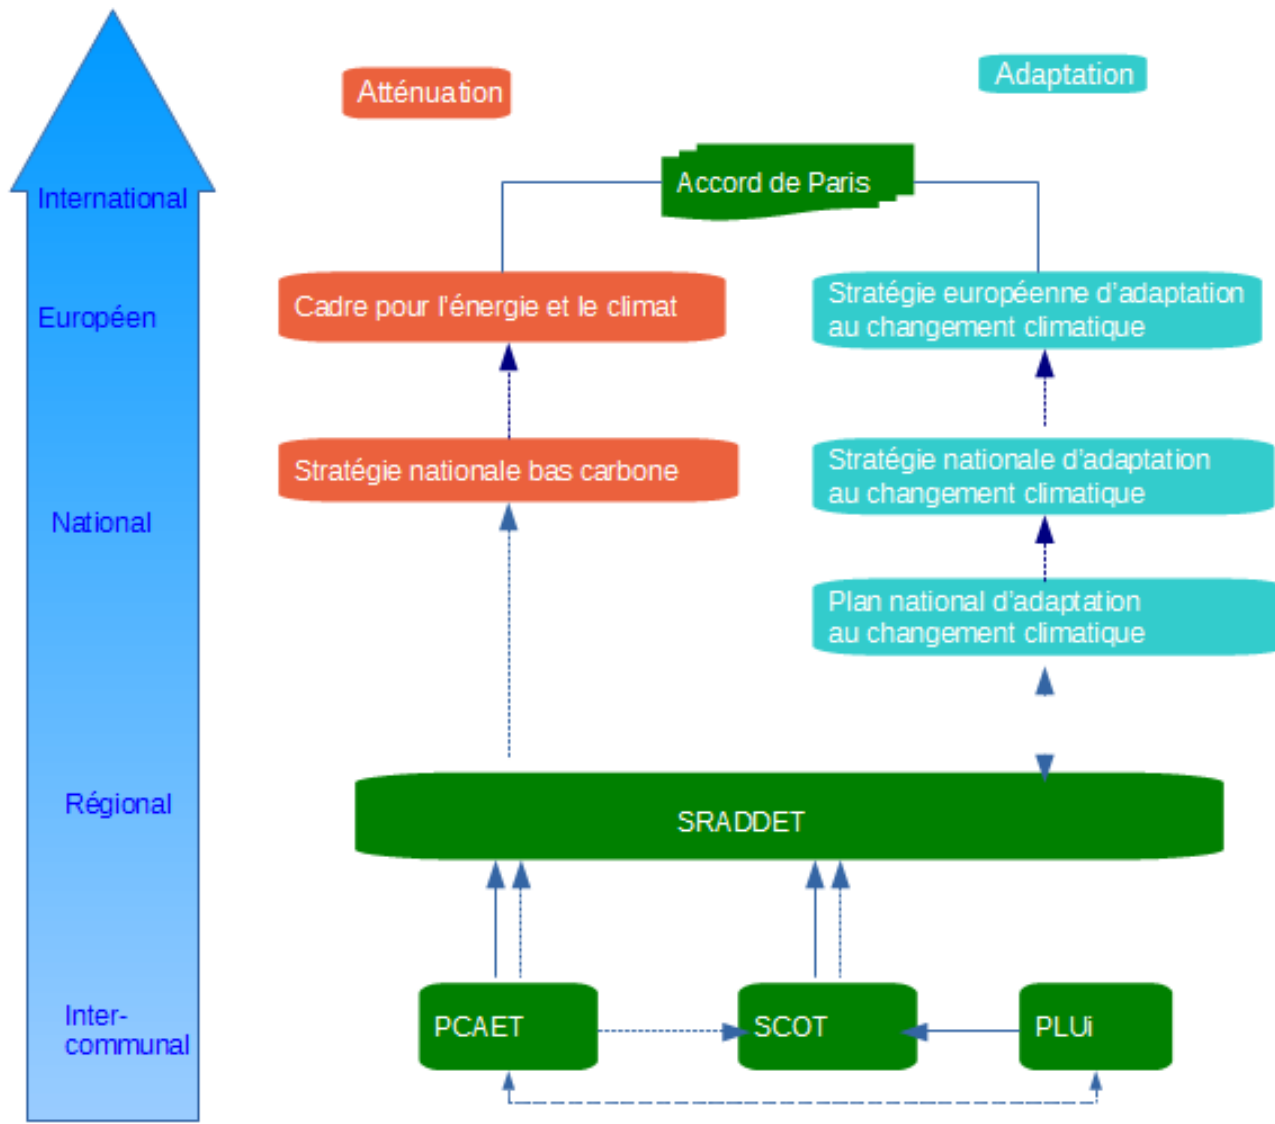 Atténuation
Adaptation
Accord de Paris
International
Cadre pour l'énergie et le climat
Stratégie européenne d'adaptation
au changement climatique
Européen
Stratégie nationale bas carbone
Stratégie nationale d'adaptation
au changement climatique
National
Plan national d'adaptation
au changement climatique
Régional
SRADDET
Inter-
communal
PCAET
SCOT
PLUi